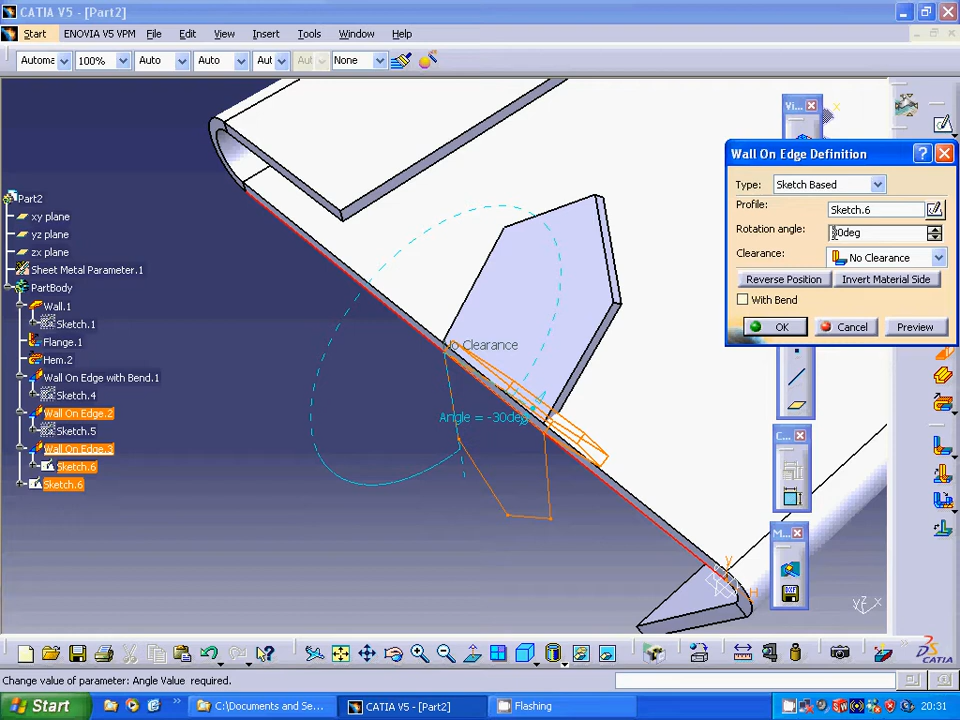 CATIA V5 - [Part2]
Start ENOVIA V5 VPM File Edit View Insert Tools Window Help
Automa 100% Auto Auto Aut Aut None
Vi...
x
Wall On Edge Definition
Type: Sketch Based
Profile: Sketch.6
Rotation angle: 30deg
Clearance: No Clearance
Reverse Position Invert Material Side
With Bend
OK Cancel Preview
Part2
xy plane
yz plane
zx plane
Sheet Metal Parameter.1
PartBody
Wall.1
Sketch.1
Flange.1
Hem.2
Wall On Edge with Bend.1
Sketch.4
Wall On Edge.2
Sketch.5
Wall On Edge.3
Sketch.6
Sketch.6
No Clearance
Angle = -30deg
C...
M...
V
H
y z x
CATIA
Change value of parameter: Angle Value required.
Start C:\Documents and Se... CATIA V5 - [Part2] Flashing 20:31